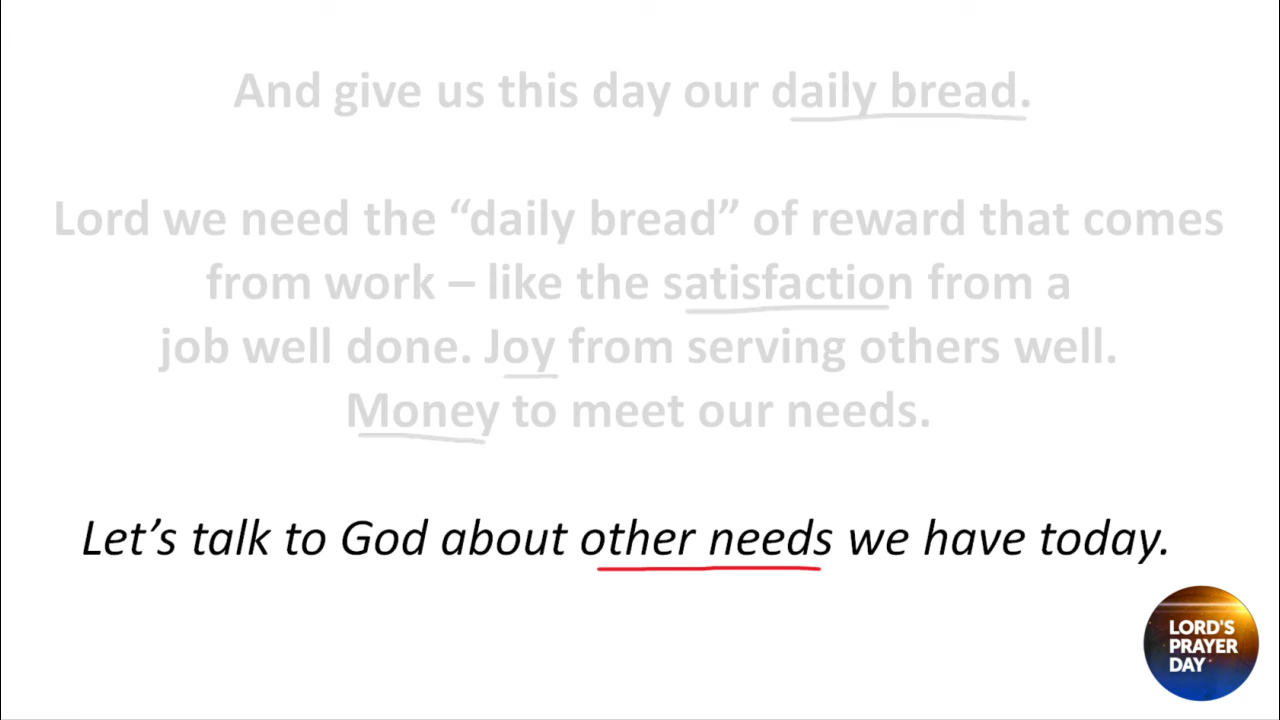 And give us this day our daily bread.
Lord we need the “daily bread” of reward that comes
from work – like the satisfaction from a
job well done. Joy from serving others well.
Money to meet our needs.
Let’s talk to God about other needs we have today.
LORD'S
PRAYER
DAY